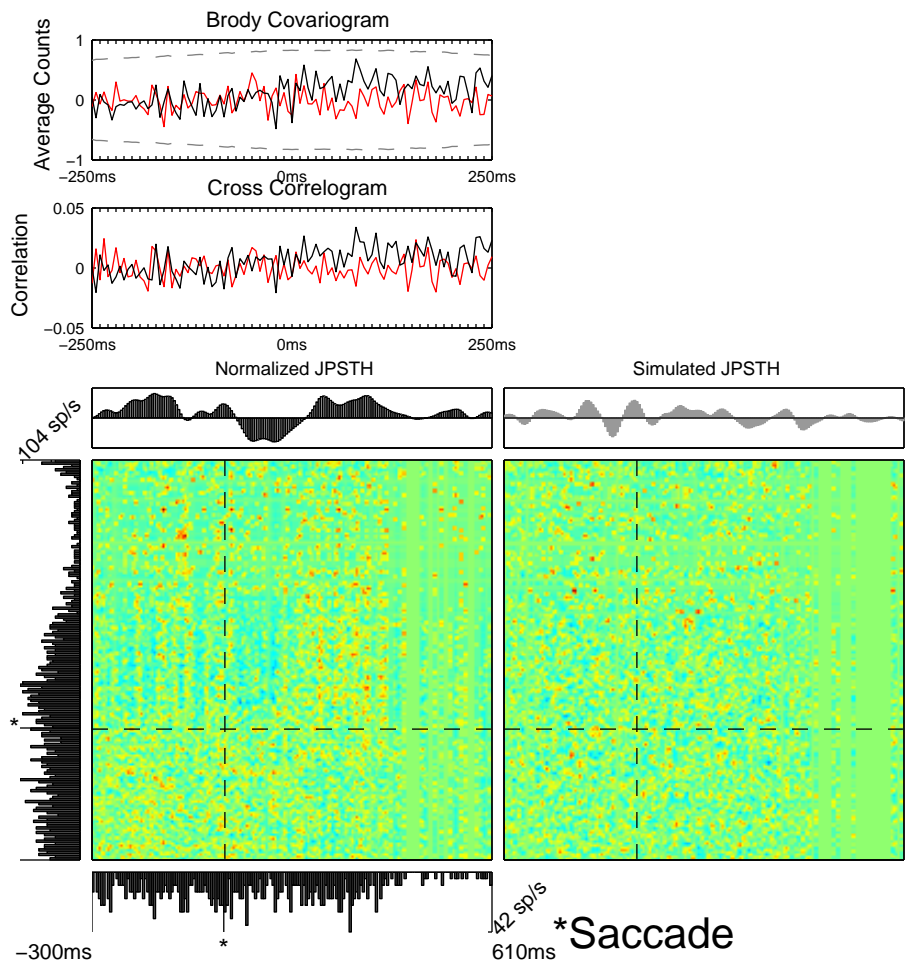 Brody Covariogram
Average Counts
1
0
−1
−250ms
250ms
Cross Correlogram
0ms
Correlation
0.05
0
−0.05
−250ms
0ms
250ms
Normalized JPSTH
Simulated JPSTH
104 sp/s
*
*
42 sp/s
*Saccade
−300ms
610ms